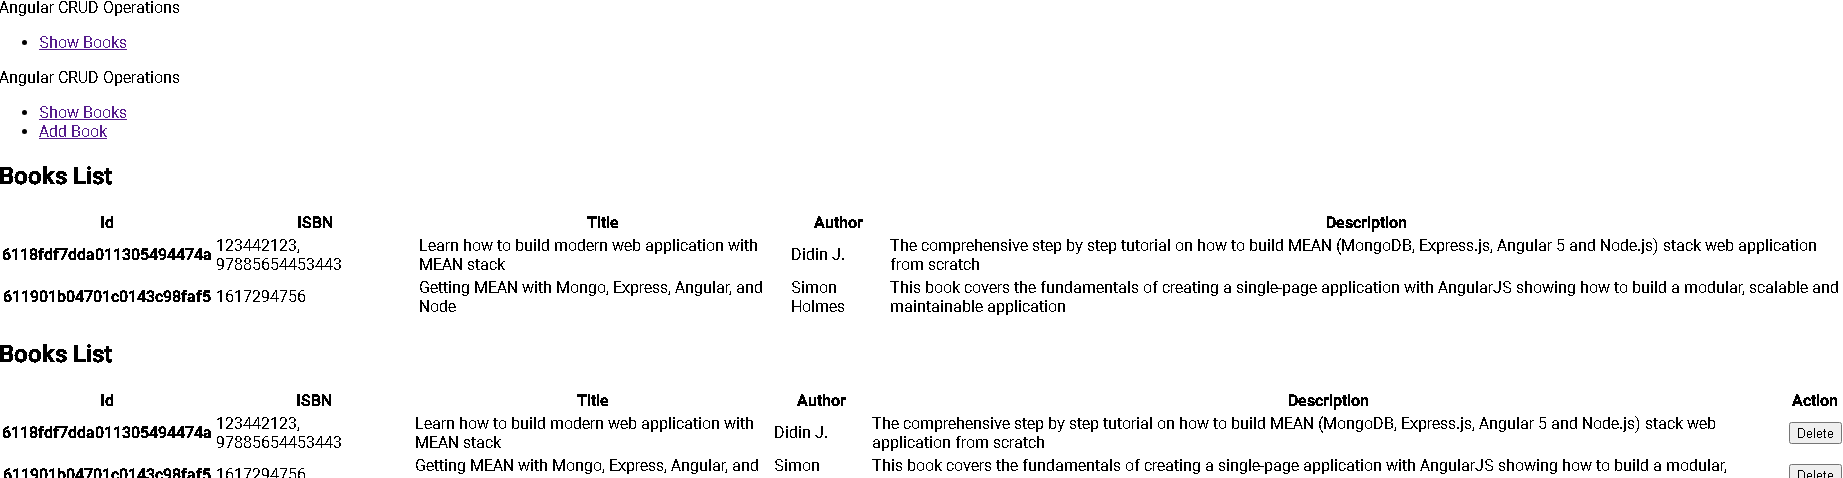 Angular CRUD Operations
Show Books
Angular CRUD Operations
Show Books
Add Book
Books List
Id ISBN Title Author Description
6118fdf7dda011305494474a 123442123, 97885654453443 Learn how to build modern web application with MEAN stack Didin J. The comprehensive step by step tutorial on how to build MEAN (MongoDB, Express.js, Angular 5 and Node.js) stack web application from scratch
611901b04701c0143c98faf5 1617294756 Getting MEAN with Mongo, Express, Angular, and Node Simon Holmes This book covers the fundamentals of creating a single-page application with AngularJS showing how to build a modular, scalable and maintainable application
Books List
Id ISBN Title Author Description Action
6118fdf7dda011305494474a 123442123, 97885654453443 Learn how to build modern web application with MEAN stack Didin J. The comprehensive step by step tutorial on how to build MEAN (MongoDB, Express.js, Angular 5 and Node.js) stack web application from scratch Delete
611901b04701c0143c98faf5 1617294756 Getting MEAN with Mongo, Express, Angular, and Simon This book covers the fundamentals of creating a single-page application with AngularJS showing how to build a modular, Delete